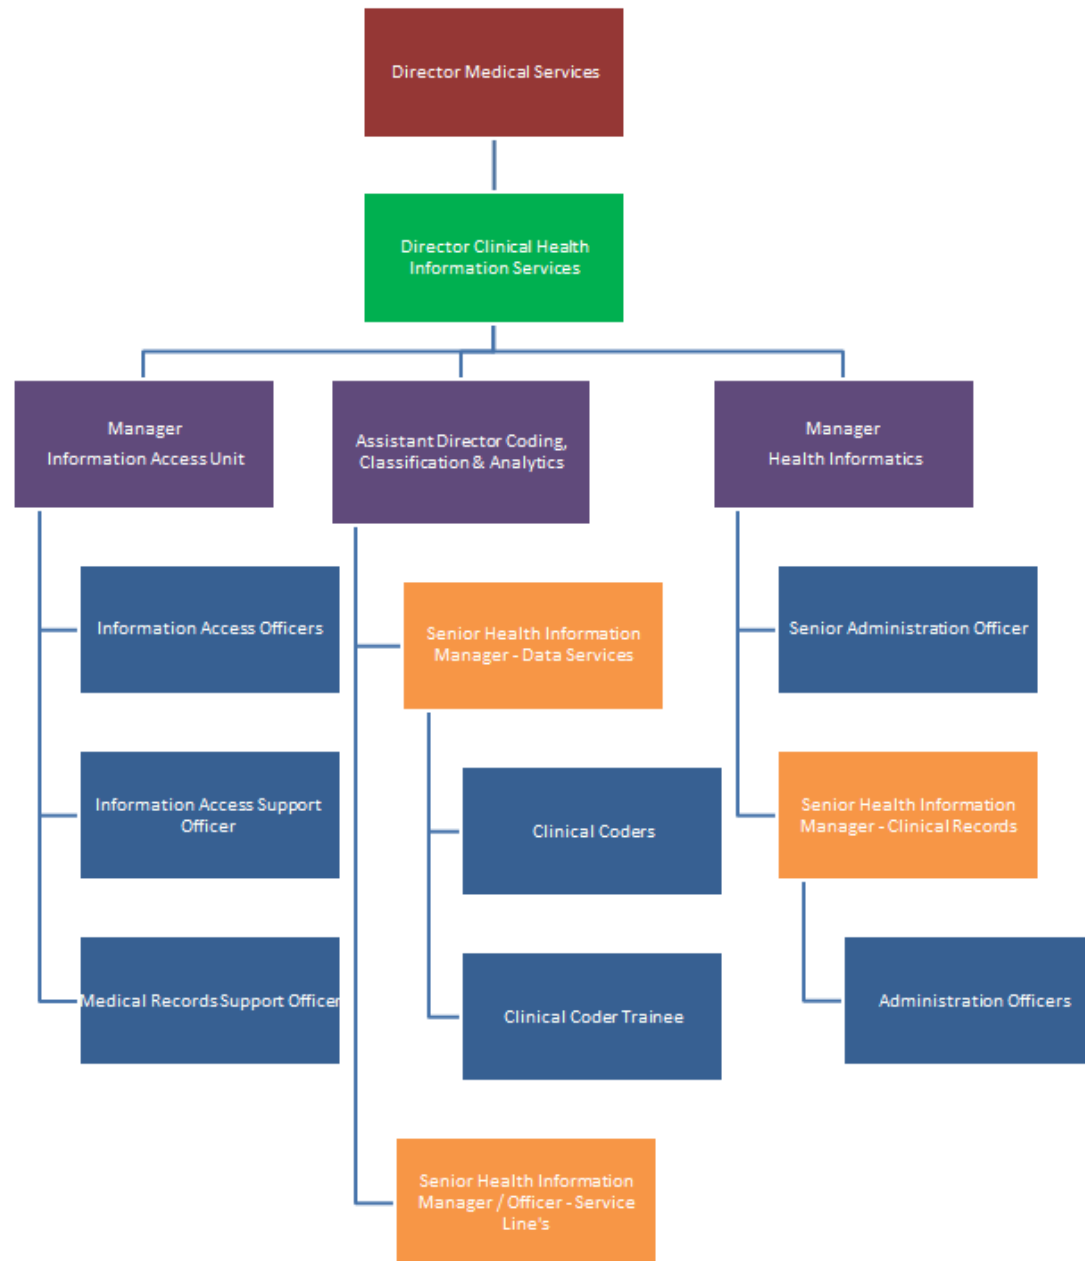 Director Medical Services
Director Clinical Health
Information Services
Manager
Information Access Unit
Assistant Director Coding,
Classification & Analytics
Manager
Health Informatics
Information Access Officers
Information Access Support
Officer
Medical Records Support Officer
Senior Health Information
Manager - Data Services
Clinical Coders
Clinical Coder Trainee
Senior Health Information
Manager / Officer - Service
Line's
Senior Administration Officer
Senior Health Information
Manager - Clinical Records
Administration Officers